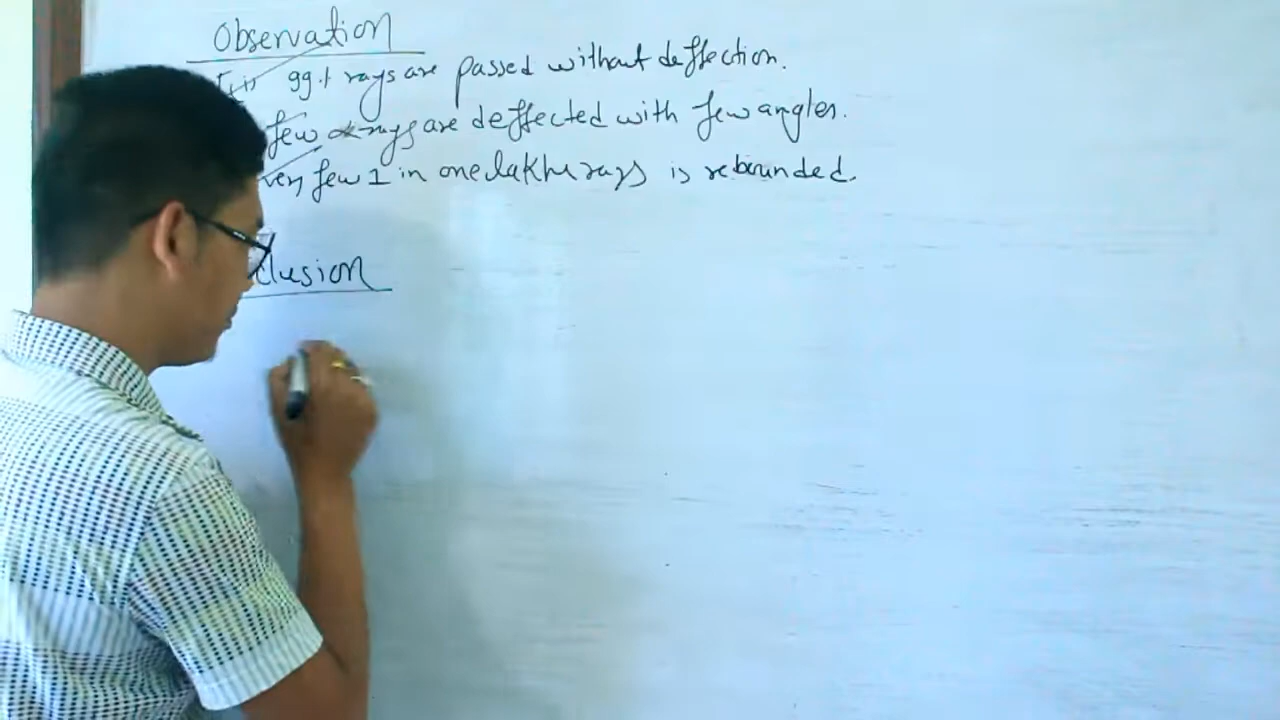 Observation
99.1 rays are passed without deflection.
few α rays are deflected with few angles.
very few 1 in one lakh rays is rebounded.
clusion